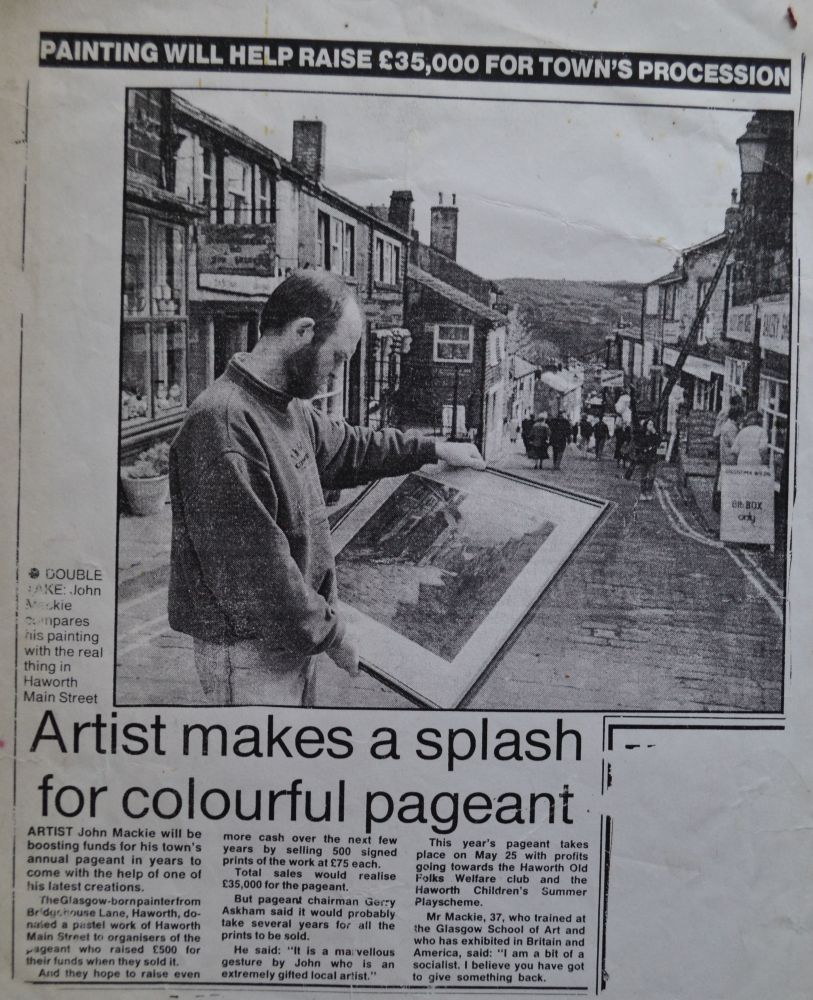 PAINTING WILL HELP RAISE £35,000 FOR TOWN'S PROCESSION
BIT BOX
only
DOUBLE
John
compares
his painting
with the real
thing in
Haworth
Main Street
Artist makes a splash
for colourful pageant
ARTIST John Mackie will be
boosting funds for his town's
annual pageant in years to
come with the help of one of
his latest creations.
The Glasgow-born painter from
Bridgehouse Lane, Haworth, do-
nated a pastel work of Haworth
Main Street to organisers of the
pageant who raised £500 for
their funds when they sold it.
And they hope to raise even
more cash over the next few
years by selling 500 signed
prints of the work at £75 each.
Total sales would realise
£35,000 for the pageant.
But pageant chairman Gerry
Askham said it would probably
take several years for all the
prints to be sold.
He said: "It is a marvellous
gesture by John who is an
extremely gifted local artist."
This year's pageant takes
place on May 25 with profits
going towards the Haworth Old
Folks Welfare club and the
Haworth Children's Summer
Playscheme.
Mr Mackie, 37, who trained at
the Glasgow School of Art and
who has exhibited in Britain and
America, said: "I am a bit of a
socialist. I believe you have got
to give something back.